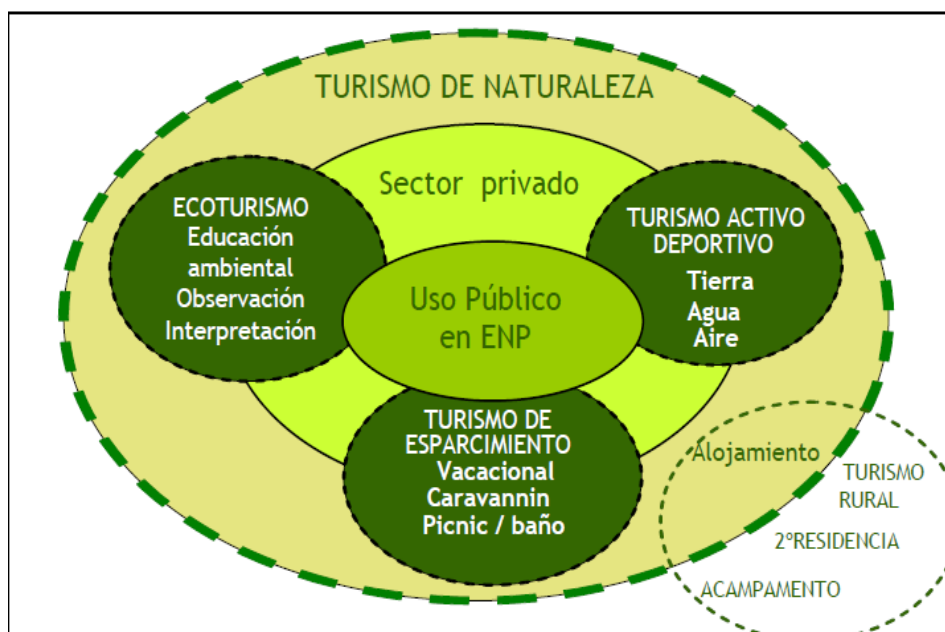 TURISMO DE NATURALEZA
Sector privado
ECOTURISMO
Educación
ambiental
Observación
Interpretación
TURISMO ACTIVO
DEPORTIVO
Tierra
Agua
Aire
Uso Público
en ENP
TURISMO DE
ESPARCIMIENTO
Vacacional
Caravannin
Picnic / baño
Alojamiento
TURISMO
RURAL
2ºRESIDENCIA
ACAMPAMENTO